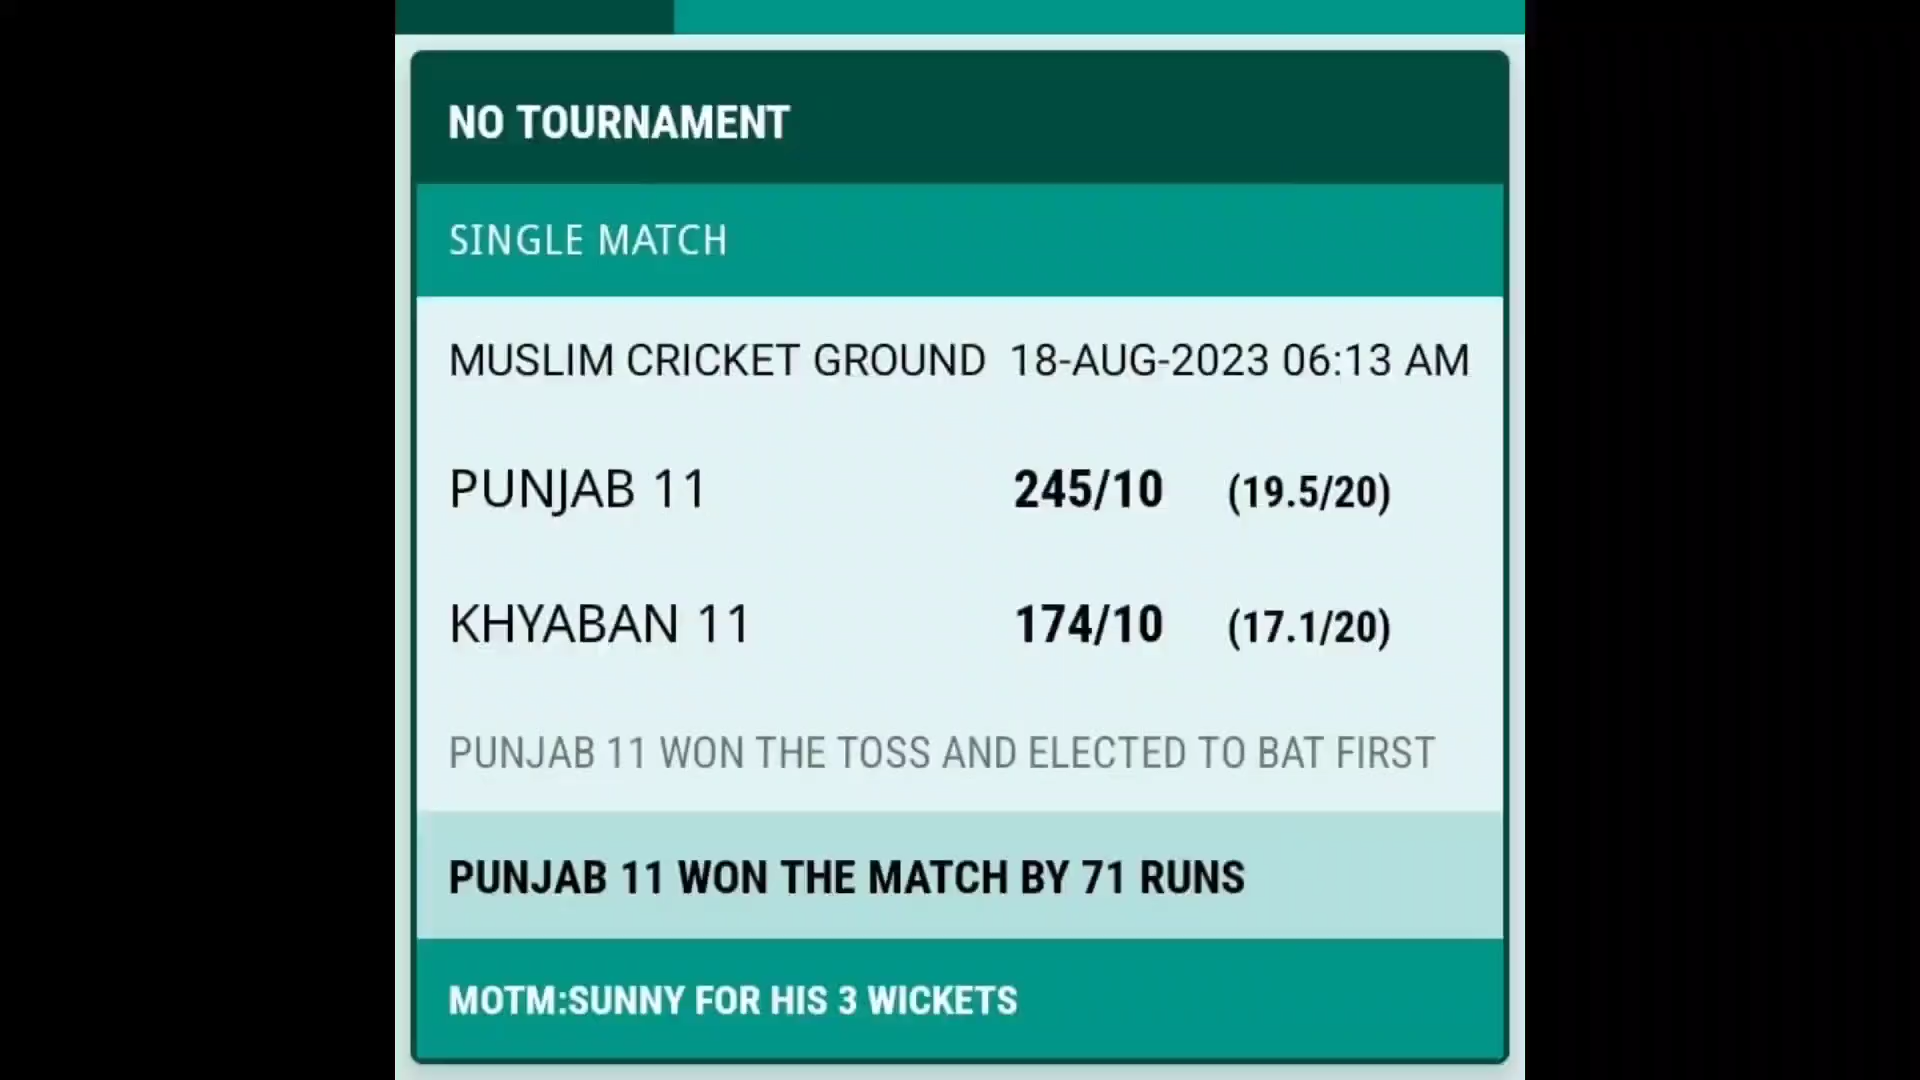 NO TOURNAMENT
SINGLE MATCH
MUSLIM CRICKET GROUND 18-AUG-2023 06:13 AM
PUNJAB 11 245/10 (19.5/20)
KHYABAN 11 174/10 (17.1/20)
PUNJAB 11 WON THE TOSS AND ELECTED TO BAT FIRST
PUNJAB 11 WON THE MATCH BY 71 RUNS
MOTM:SUNNY FOR HIS 3 WICKETS